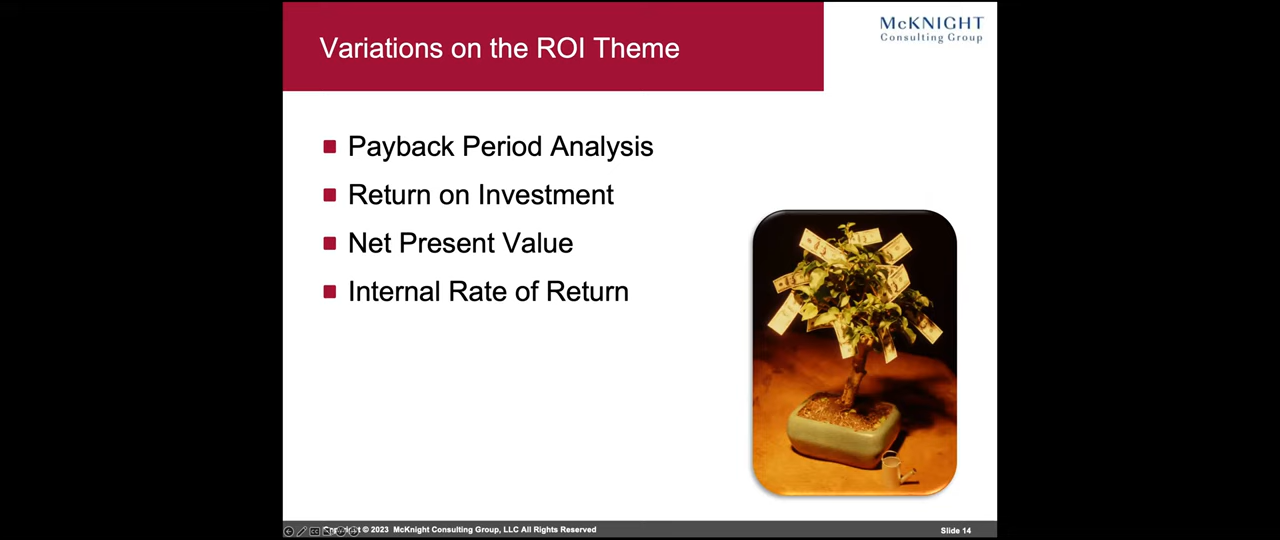 Variations on the ROI Theme
McKNIGHT
Consulting Group
Payback Period Analysis
Return on Investment
Net Present Value
Internal Rate of Return
© 2023 McKnight Consulting Group, LLC All Rights Reserved
Slide 14